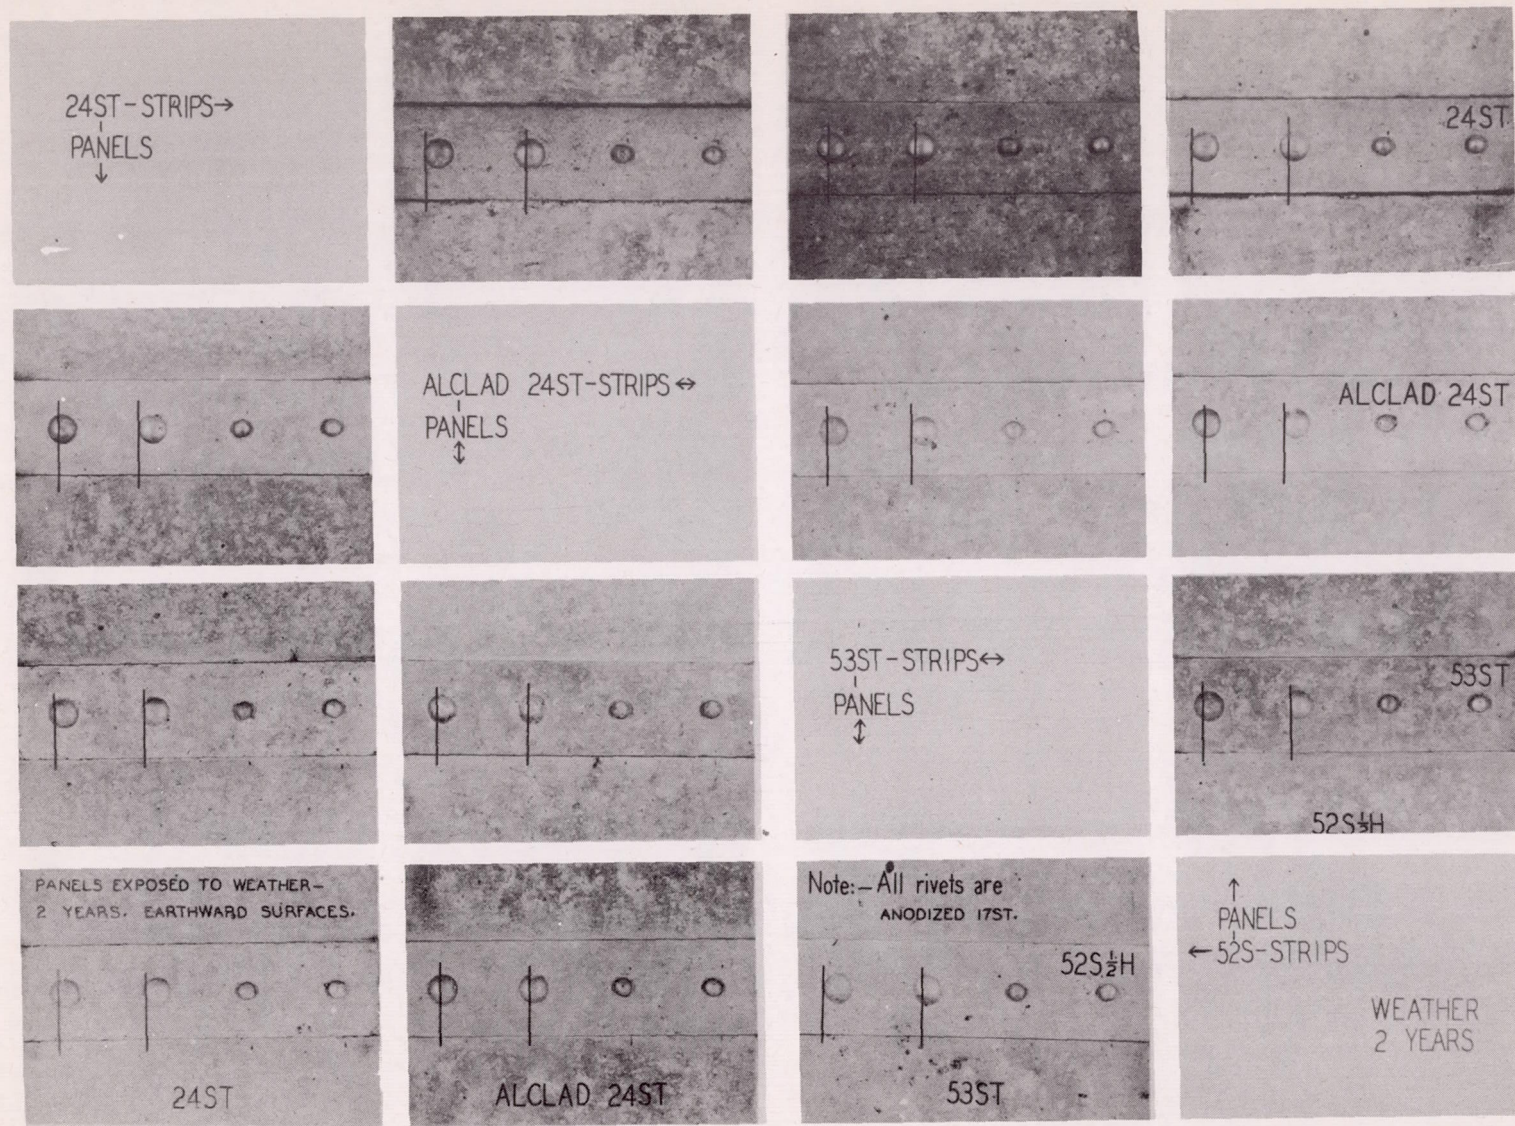 24ST-STRIPS→
PANELS
↓
24ST
ALCLAD 24ST-STRIPS↔
PANELS
↕
ALCLAD 24ST
53ST-STRIPS↔
PANELS
↕
53ST
52S½H
PANELS EXPOSED TO WEATHER-
2 YEARS. EARTHWARD SURFACES.
24ST
ALCLAD 24ST
Note:- All rivets are
ANODIZED 17ST.
52S½H
53ST
↑
PANELS
←52S-STRIPS
WEATHER
2 YEARS